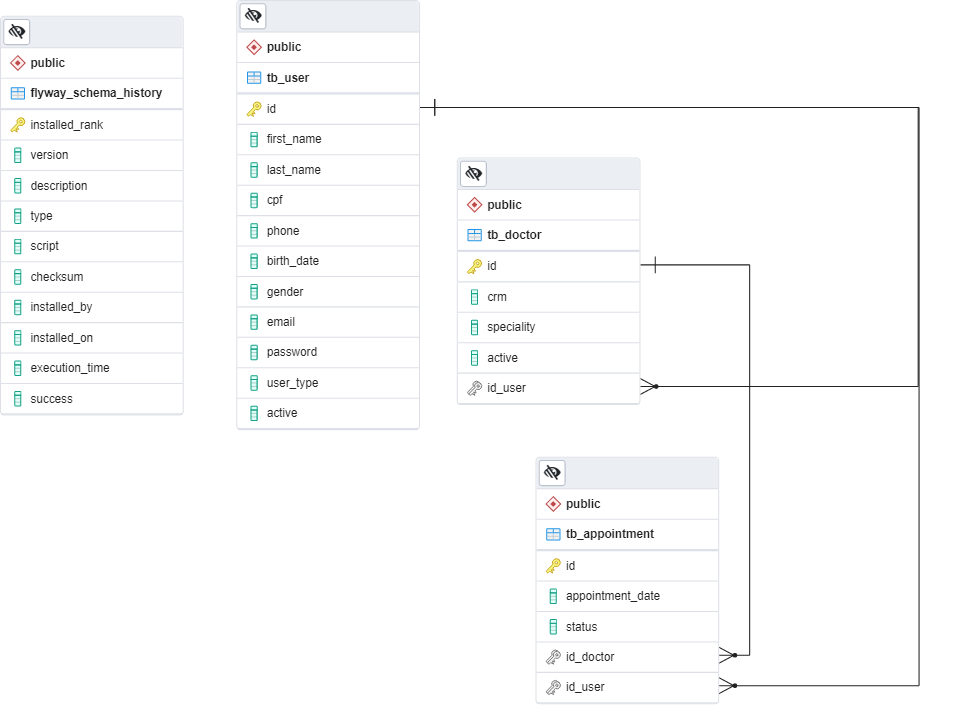 public
flyway_schema_history
installed_rank
version
description
type
script
checksum
installed_by
installed_on
execution_time
success
public
tb_user
id
first_name
last_name
cpf
phone
birth_date
gender
email
password
user_type
active
public
tb_doctor
id
crm
speciality
active
id_user
public
tb_appointment
id
appointment_date
status
id_doctor
id_user